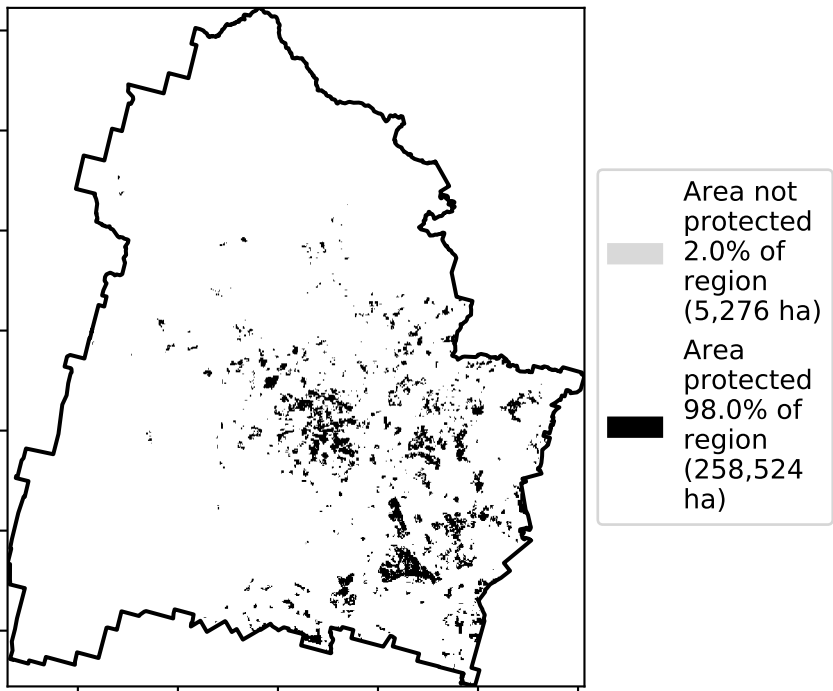 Area not
protected
2.0% of
region
(5,276 ha)
Area
protected
98.0% of
region
(258,524
ha)